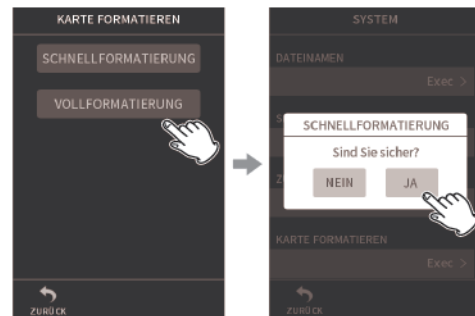 KARTE FORMATIEREN
SCHNELLFORMATIERUNG
VOLLFORMATIERUNG
ZURÜCK
SYSTEM
DATEINAMEN
Exec >
SCHNELLFORMATIERUNG
Sind Sie sicher?
NEIN
JA
KARTE FORMATIEREN
Exec >
ZURÜCK